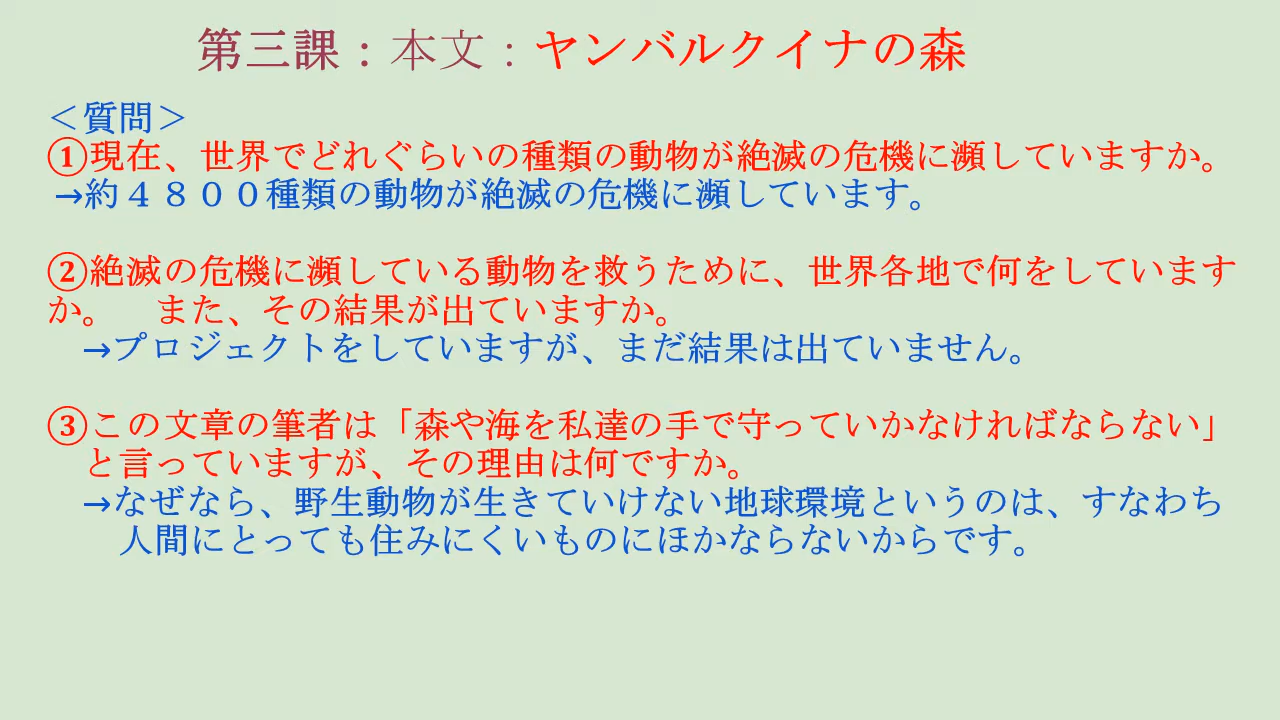 第三課：本文：ヤンバルクイナの森
＜質問＞
①現在、世界でどれぐらいの種類の動物が絶滅の危機に瀕していますか。
→約４８００種類の動物が絶滅の危機に瀕しています。
②絶滅の危機に瀕している動物を救うために、世界各地で何をしています
か。　また、その結果が出ていますか。
→プロジェクトをしていますが、まだ結果は出ていません。
③この文章の筆者は「森や海を私達の手で守っていかなければならない」
と言っていますが、その理由は何ですか。
→なぜなら、野生動物が生きていけない地球環境というのは、すなわち
人間にとっても住みにくいものにほかならないからです。